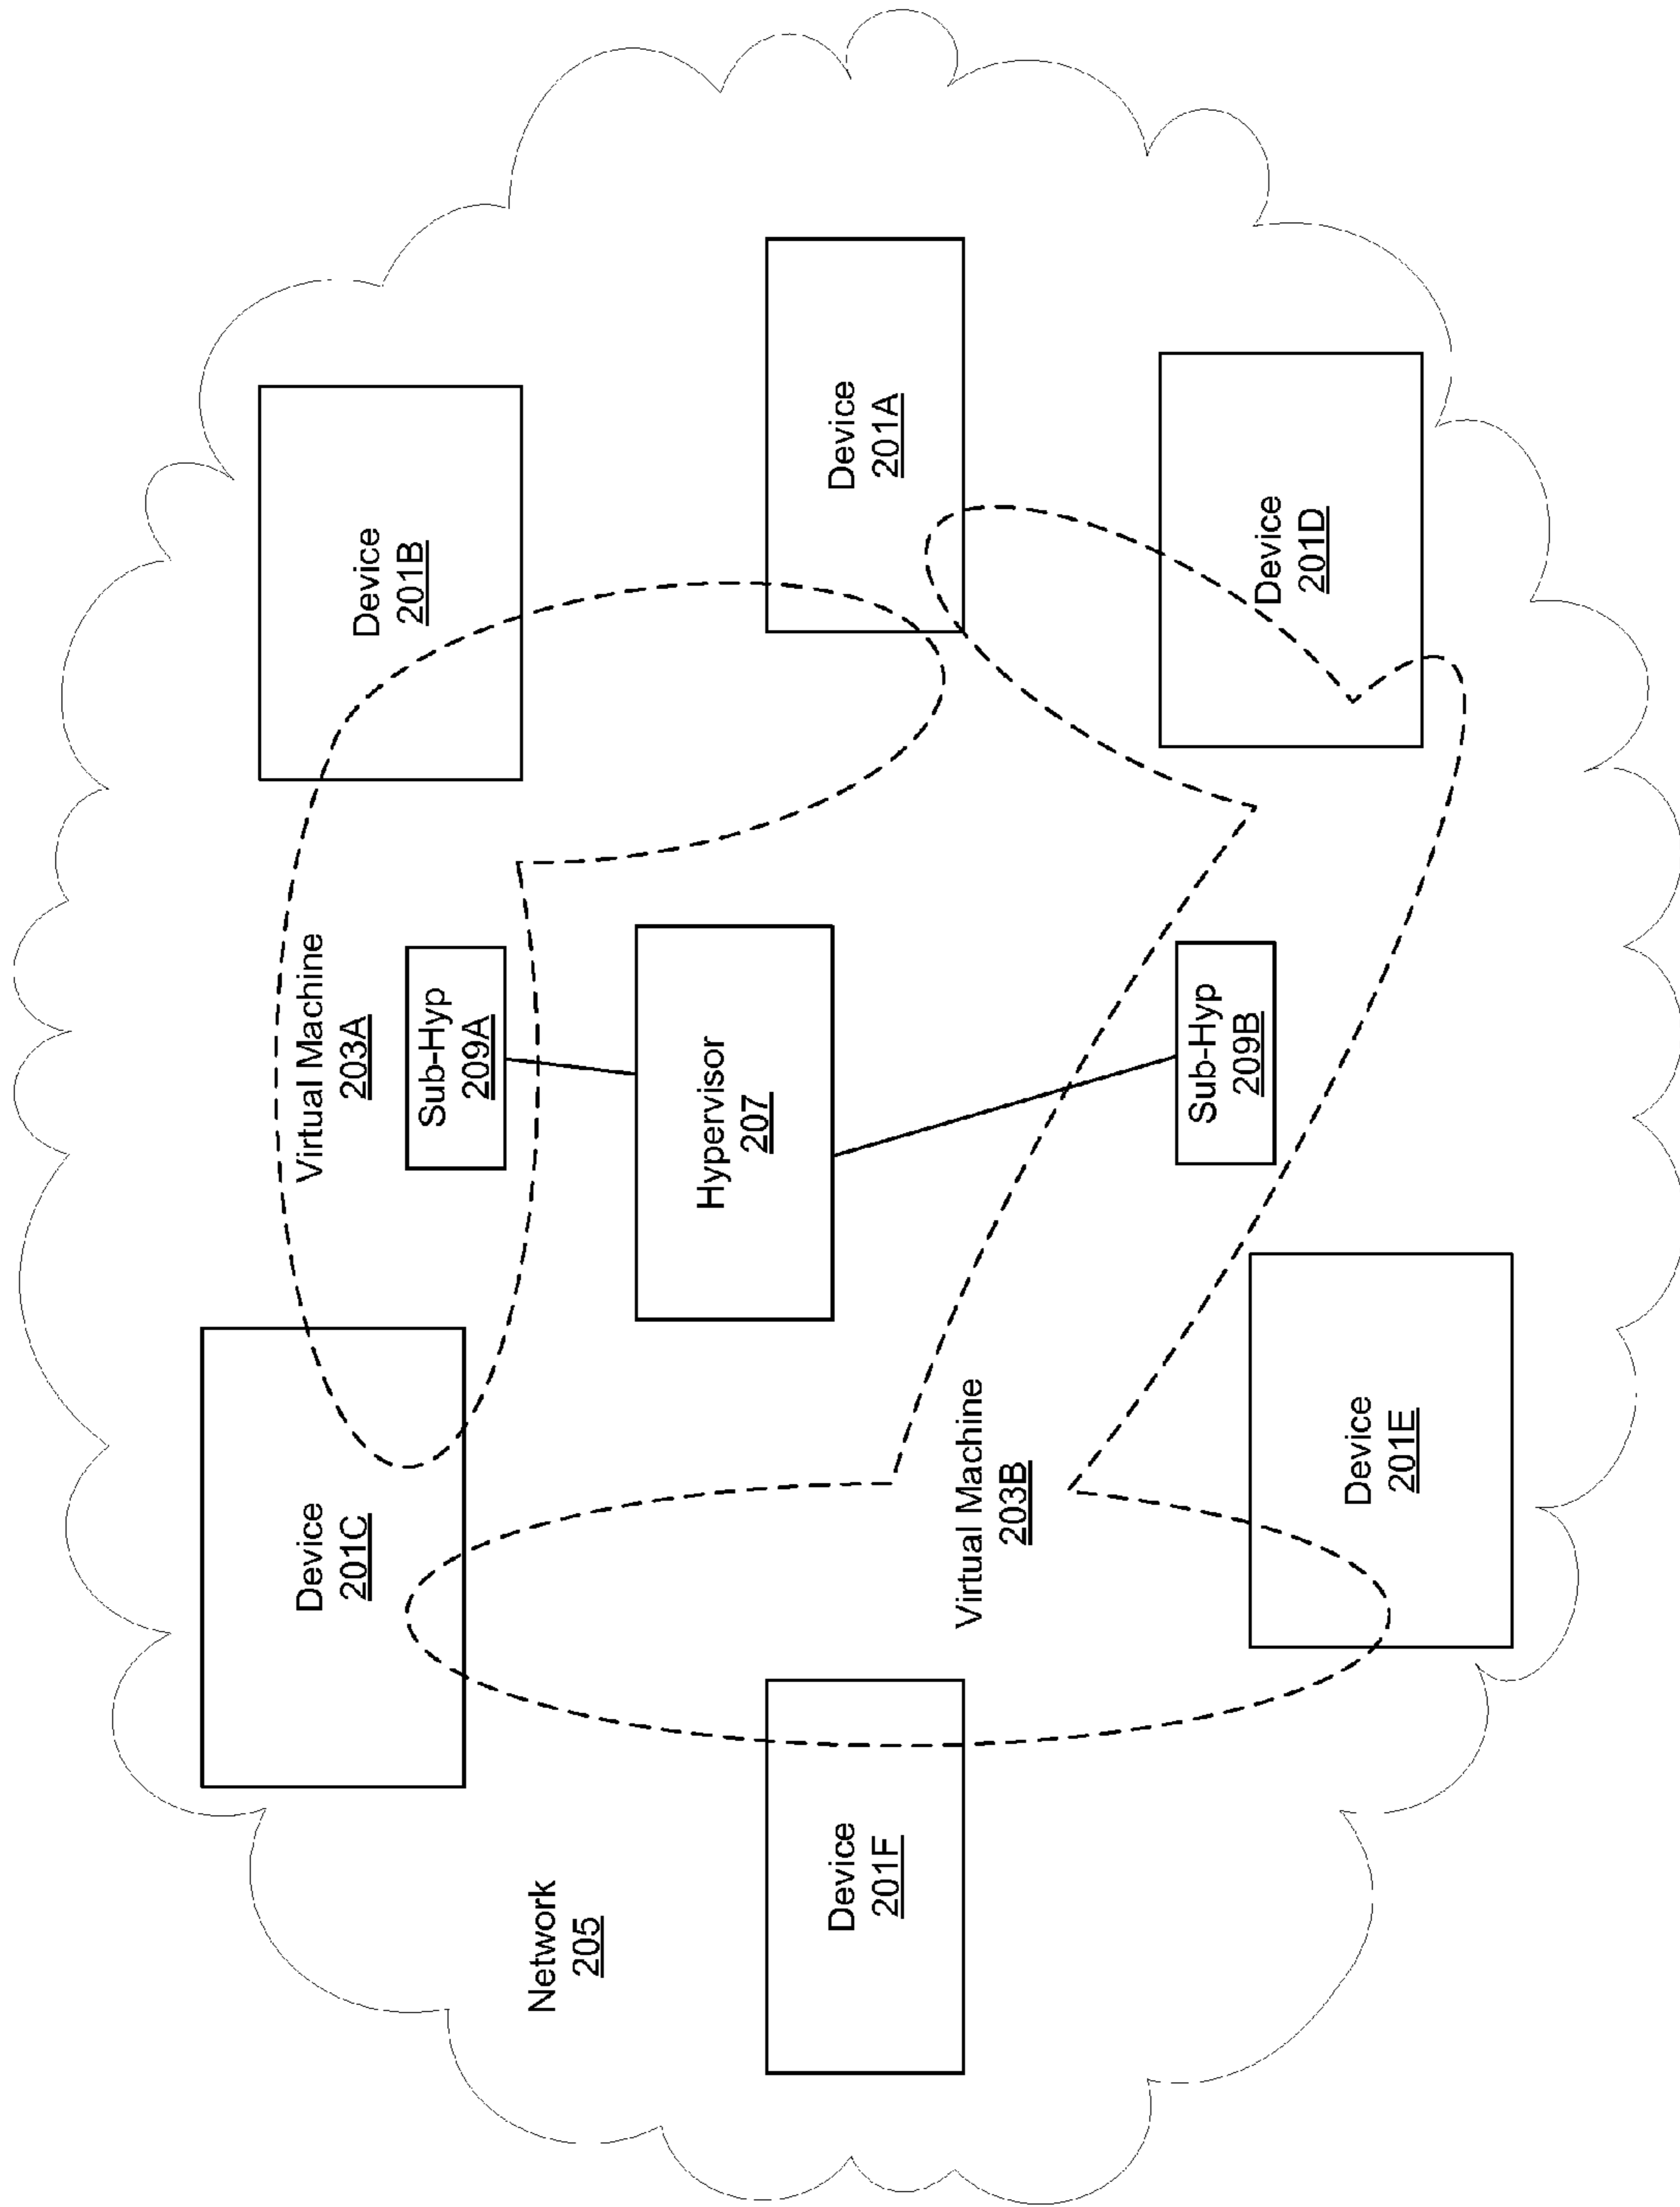 Device
201C
Virtual Machine
203A
Device
201B
Sub-Hyp
209A
Network
205
Hypervisor
207
Device
201F
Device
201A
Virtual Machine
203B
Sub-Hyp
209B
Device
201E
Device
201D